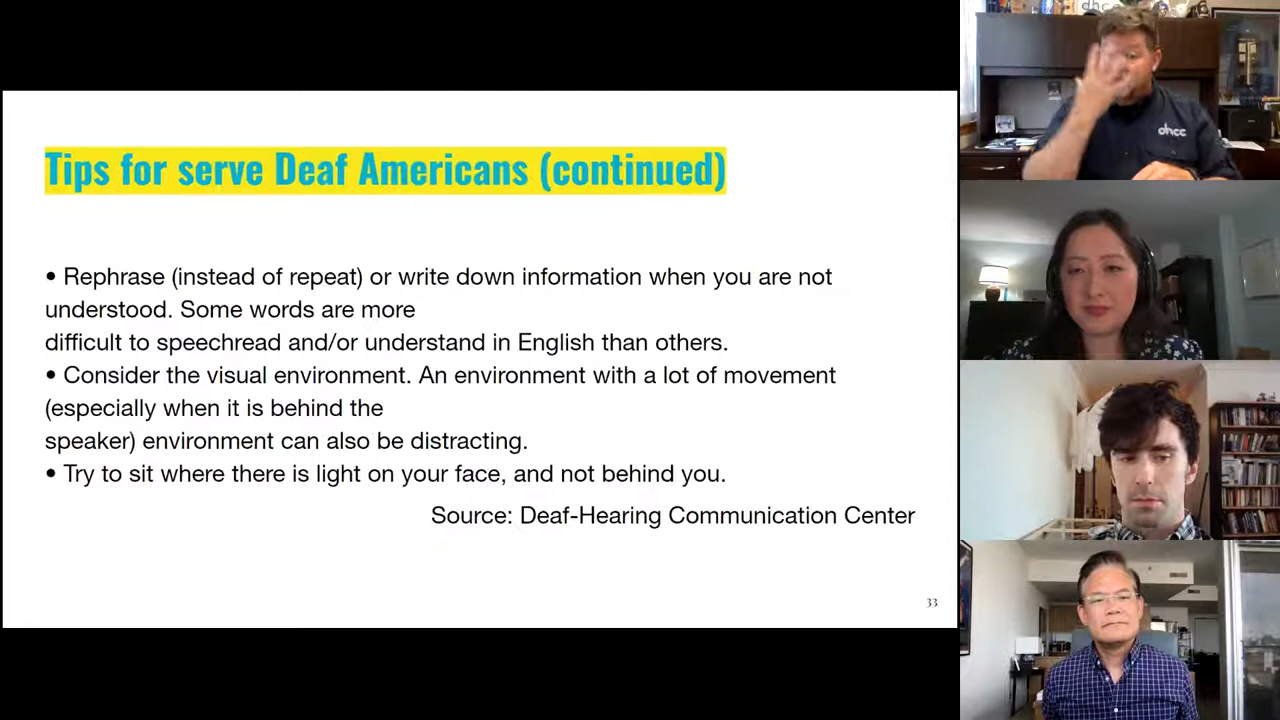 Tips for serve Deaf Americans (continued)
• Rephrase (instead of repeat) or write down information when you are not
understood. Some words are more
difficult to speechread and/or understand in English than others.
• Consider the visual environment. An environment with a lot of movement
(especially when it is behind the
speaker) environment can also be distracting.
• Try to sit where there is light on your face, and not behind you.
Source: Deaf-Hearing Communication Center
33
dhcc
dhcc